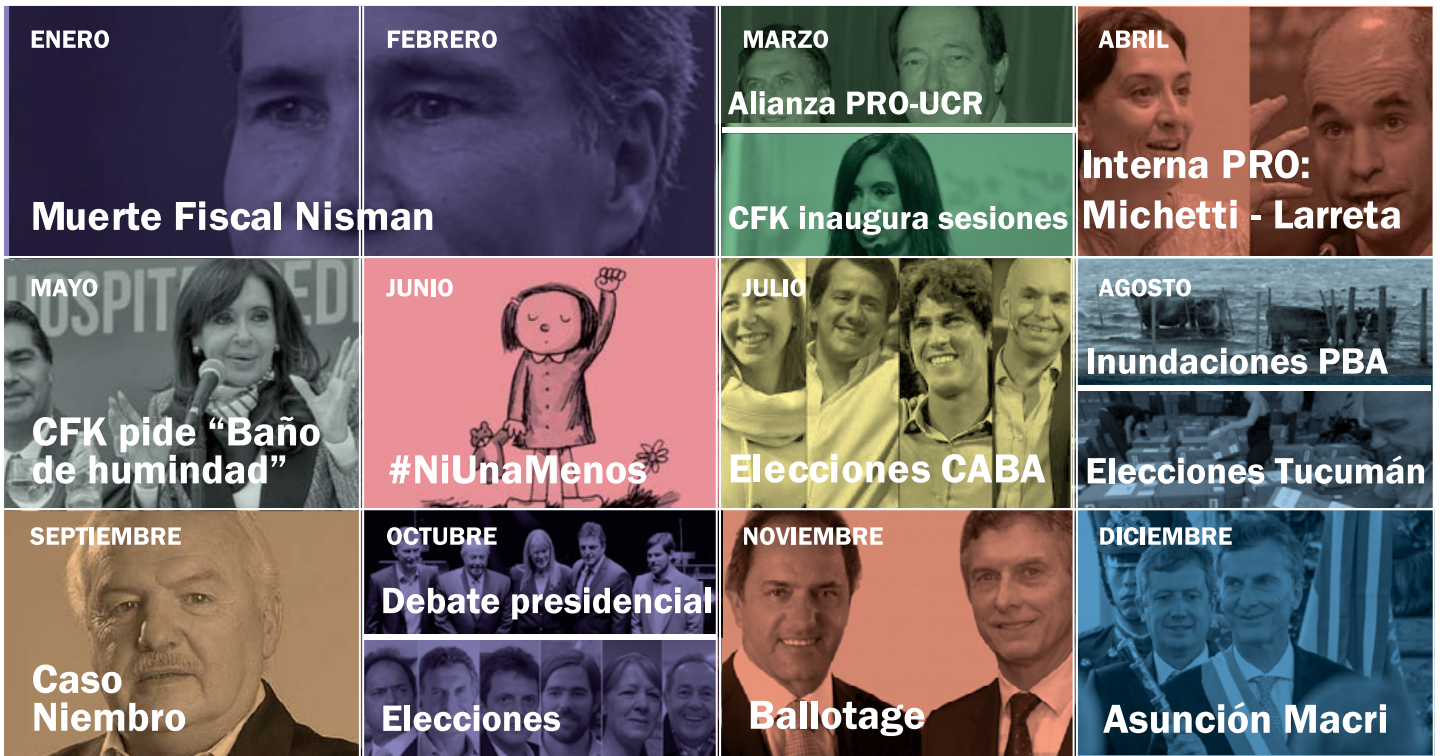 ENERO
Muerte Fiscal Nisman
FEBRERO
MARZO
Alianza PRO-UCR
CFK inaugura sesiones
ABRIL
Interna PRO:
Michetti - Larreta
MAYO
CFK pide “Baño
de humindad”
JUNIO
#NiUnaMenos
JULIO
Elecciones CABA
AGOSTO
Inundaciones PBA
Elecciones Tucumán
SEPTIEMBRE
Caso
Niembro
OCTUBRE
Debate presidencial
Elecciones
NOVIEMBRE
Ballotage
DICIEMBRE
Asunción Macri